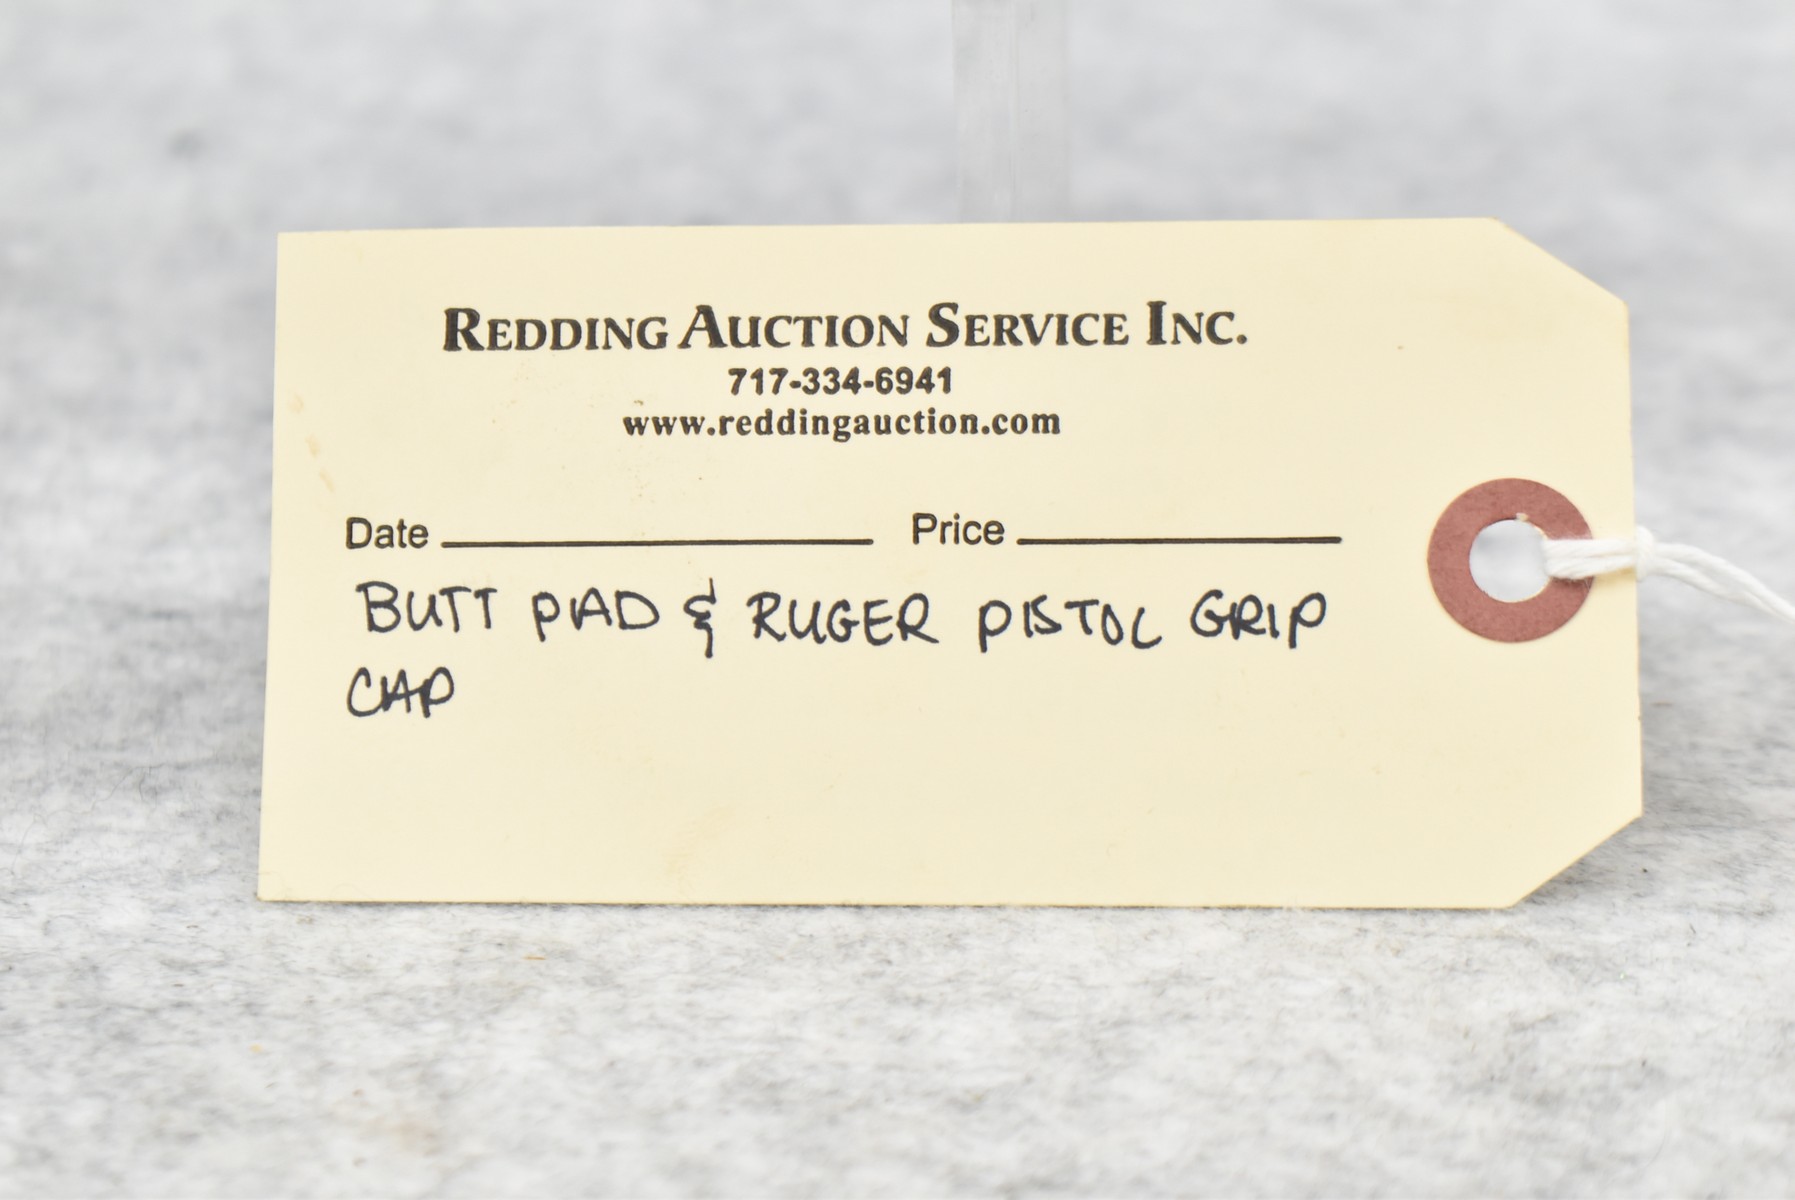 REDDING AUCTION SERVICE INC.
717-334-6941
www.reddingauction.com
Date Price
BUTT PAD & RUGER PISTOL GRIP
CAP